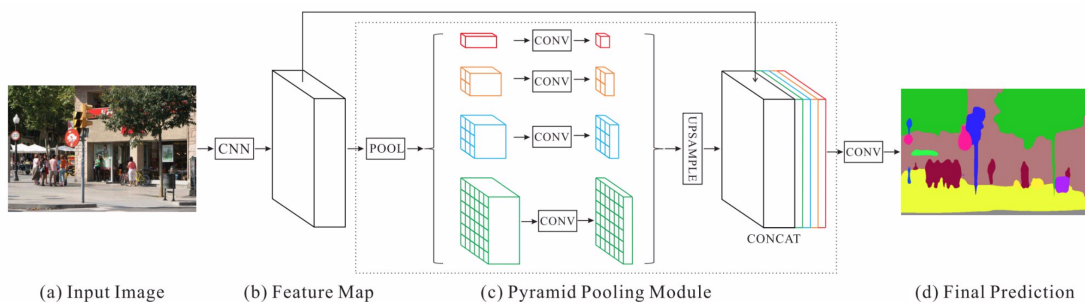 CNN
POOL
CONV
CONV
CONV
CONV
UPSAMPLE
CONCAT
CONV
(a) Input Image
(b) Feature Map
(c) Pyramid Pooling Module
(d) Final Prediction